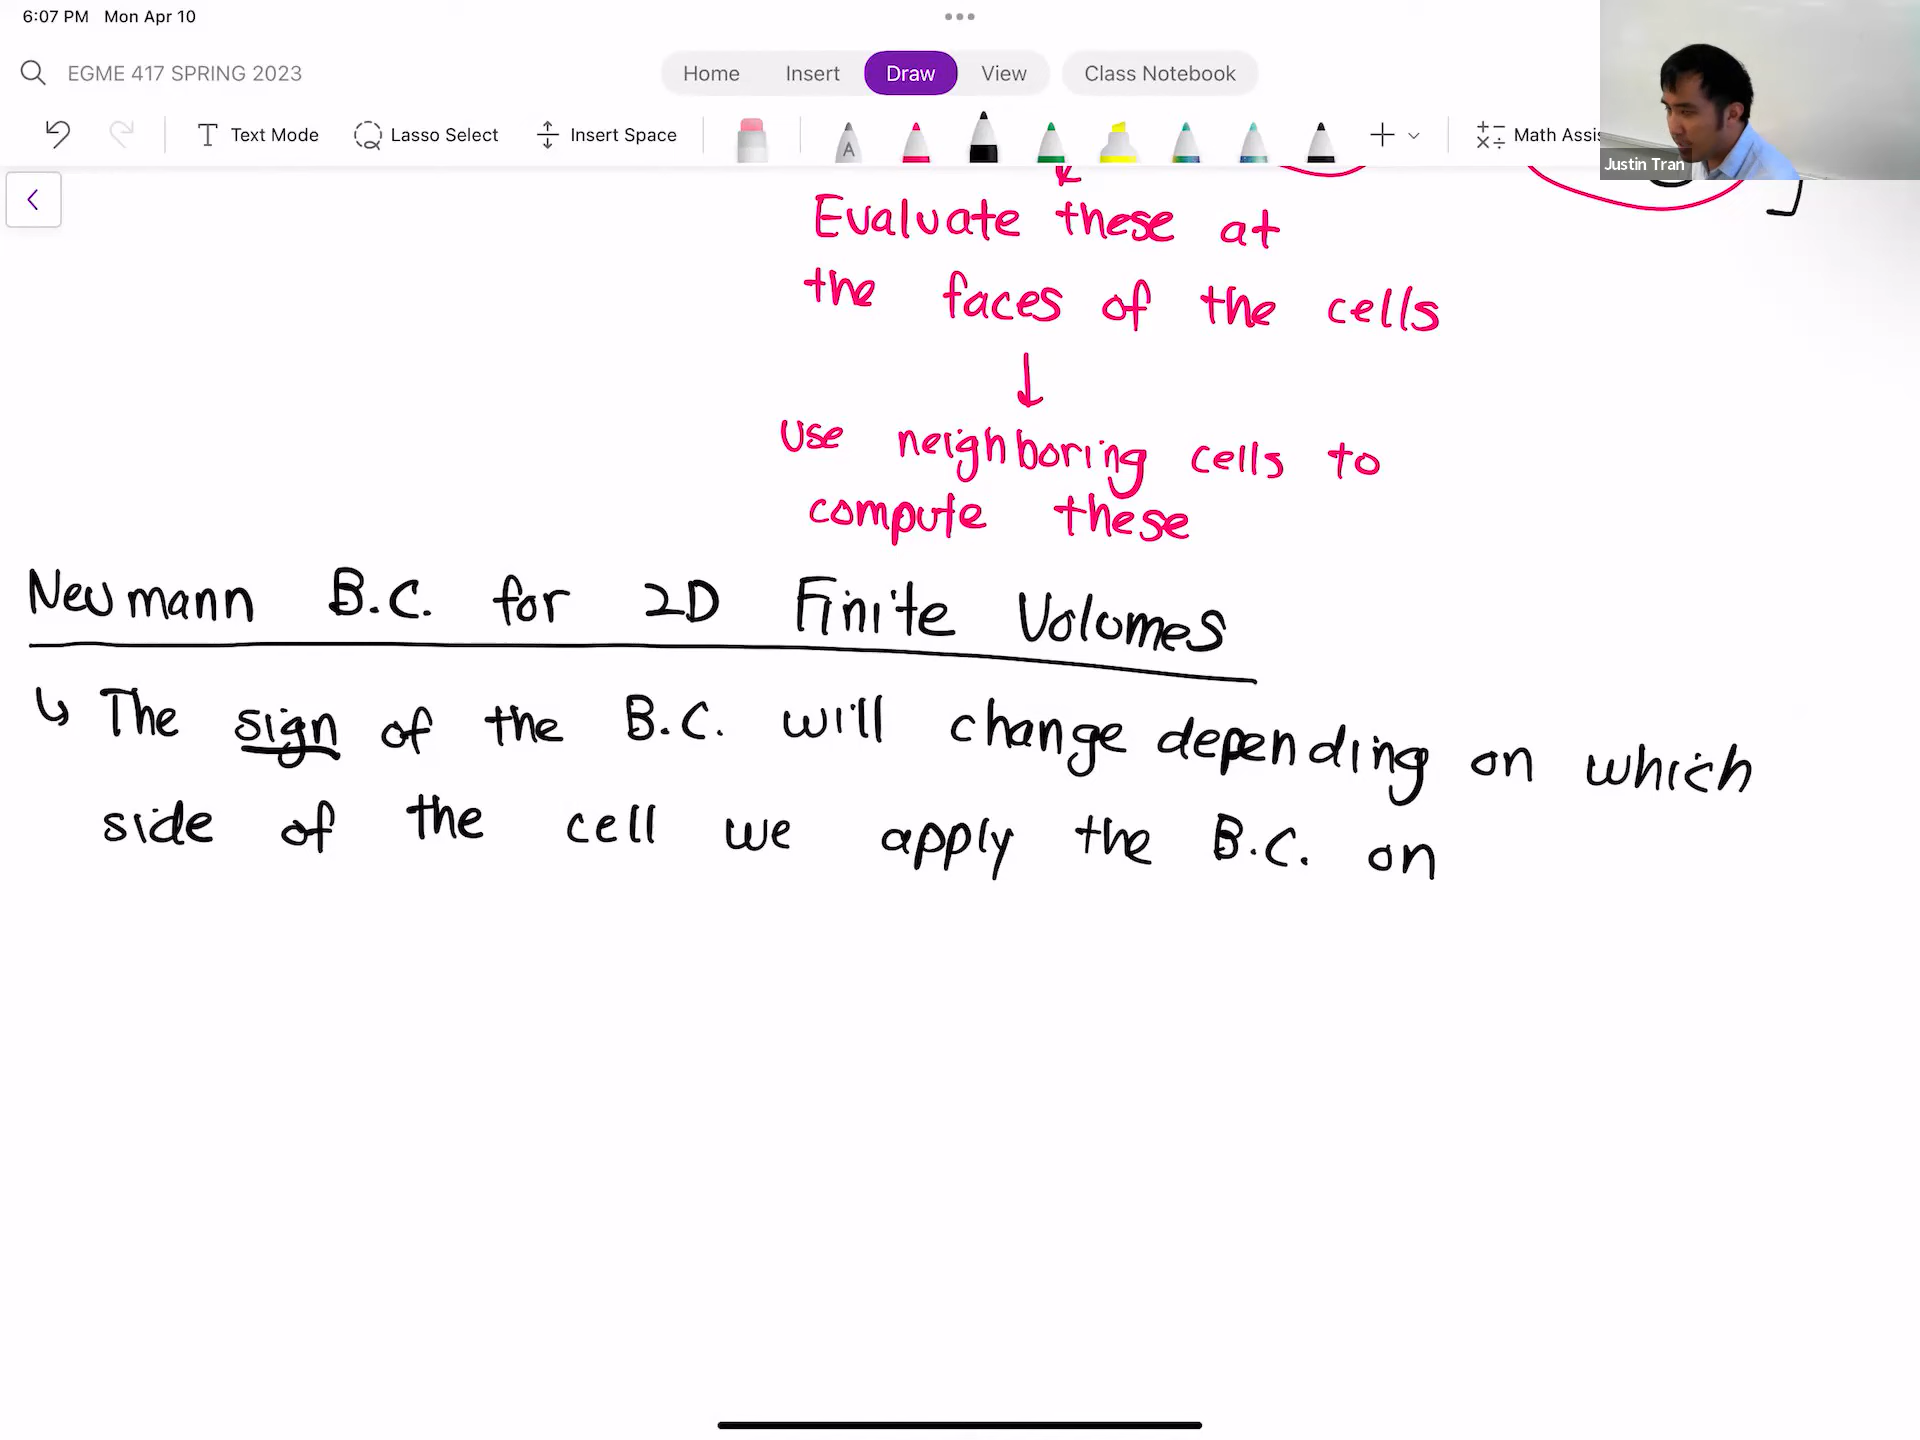 6:07 PM Mon Apr 10
EGME 417 SPRING 2023
Home Insert Draw View Class Notebook
Text Mode Lasso Select Insert Space A Math Assis
Justin Tran
Evaluate these at
the faces of the cells
Use neighboring cells to
compute these
Neumann B.C. for 2D Finite Volumes
The sign of the B.C. will change depending on which
side of the cell we apply the B.C. on